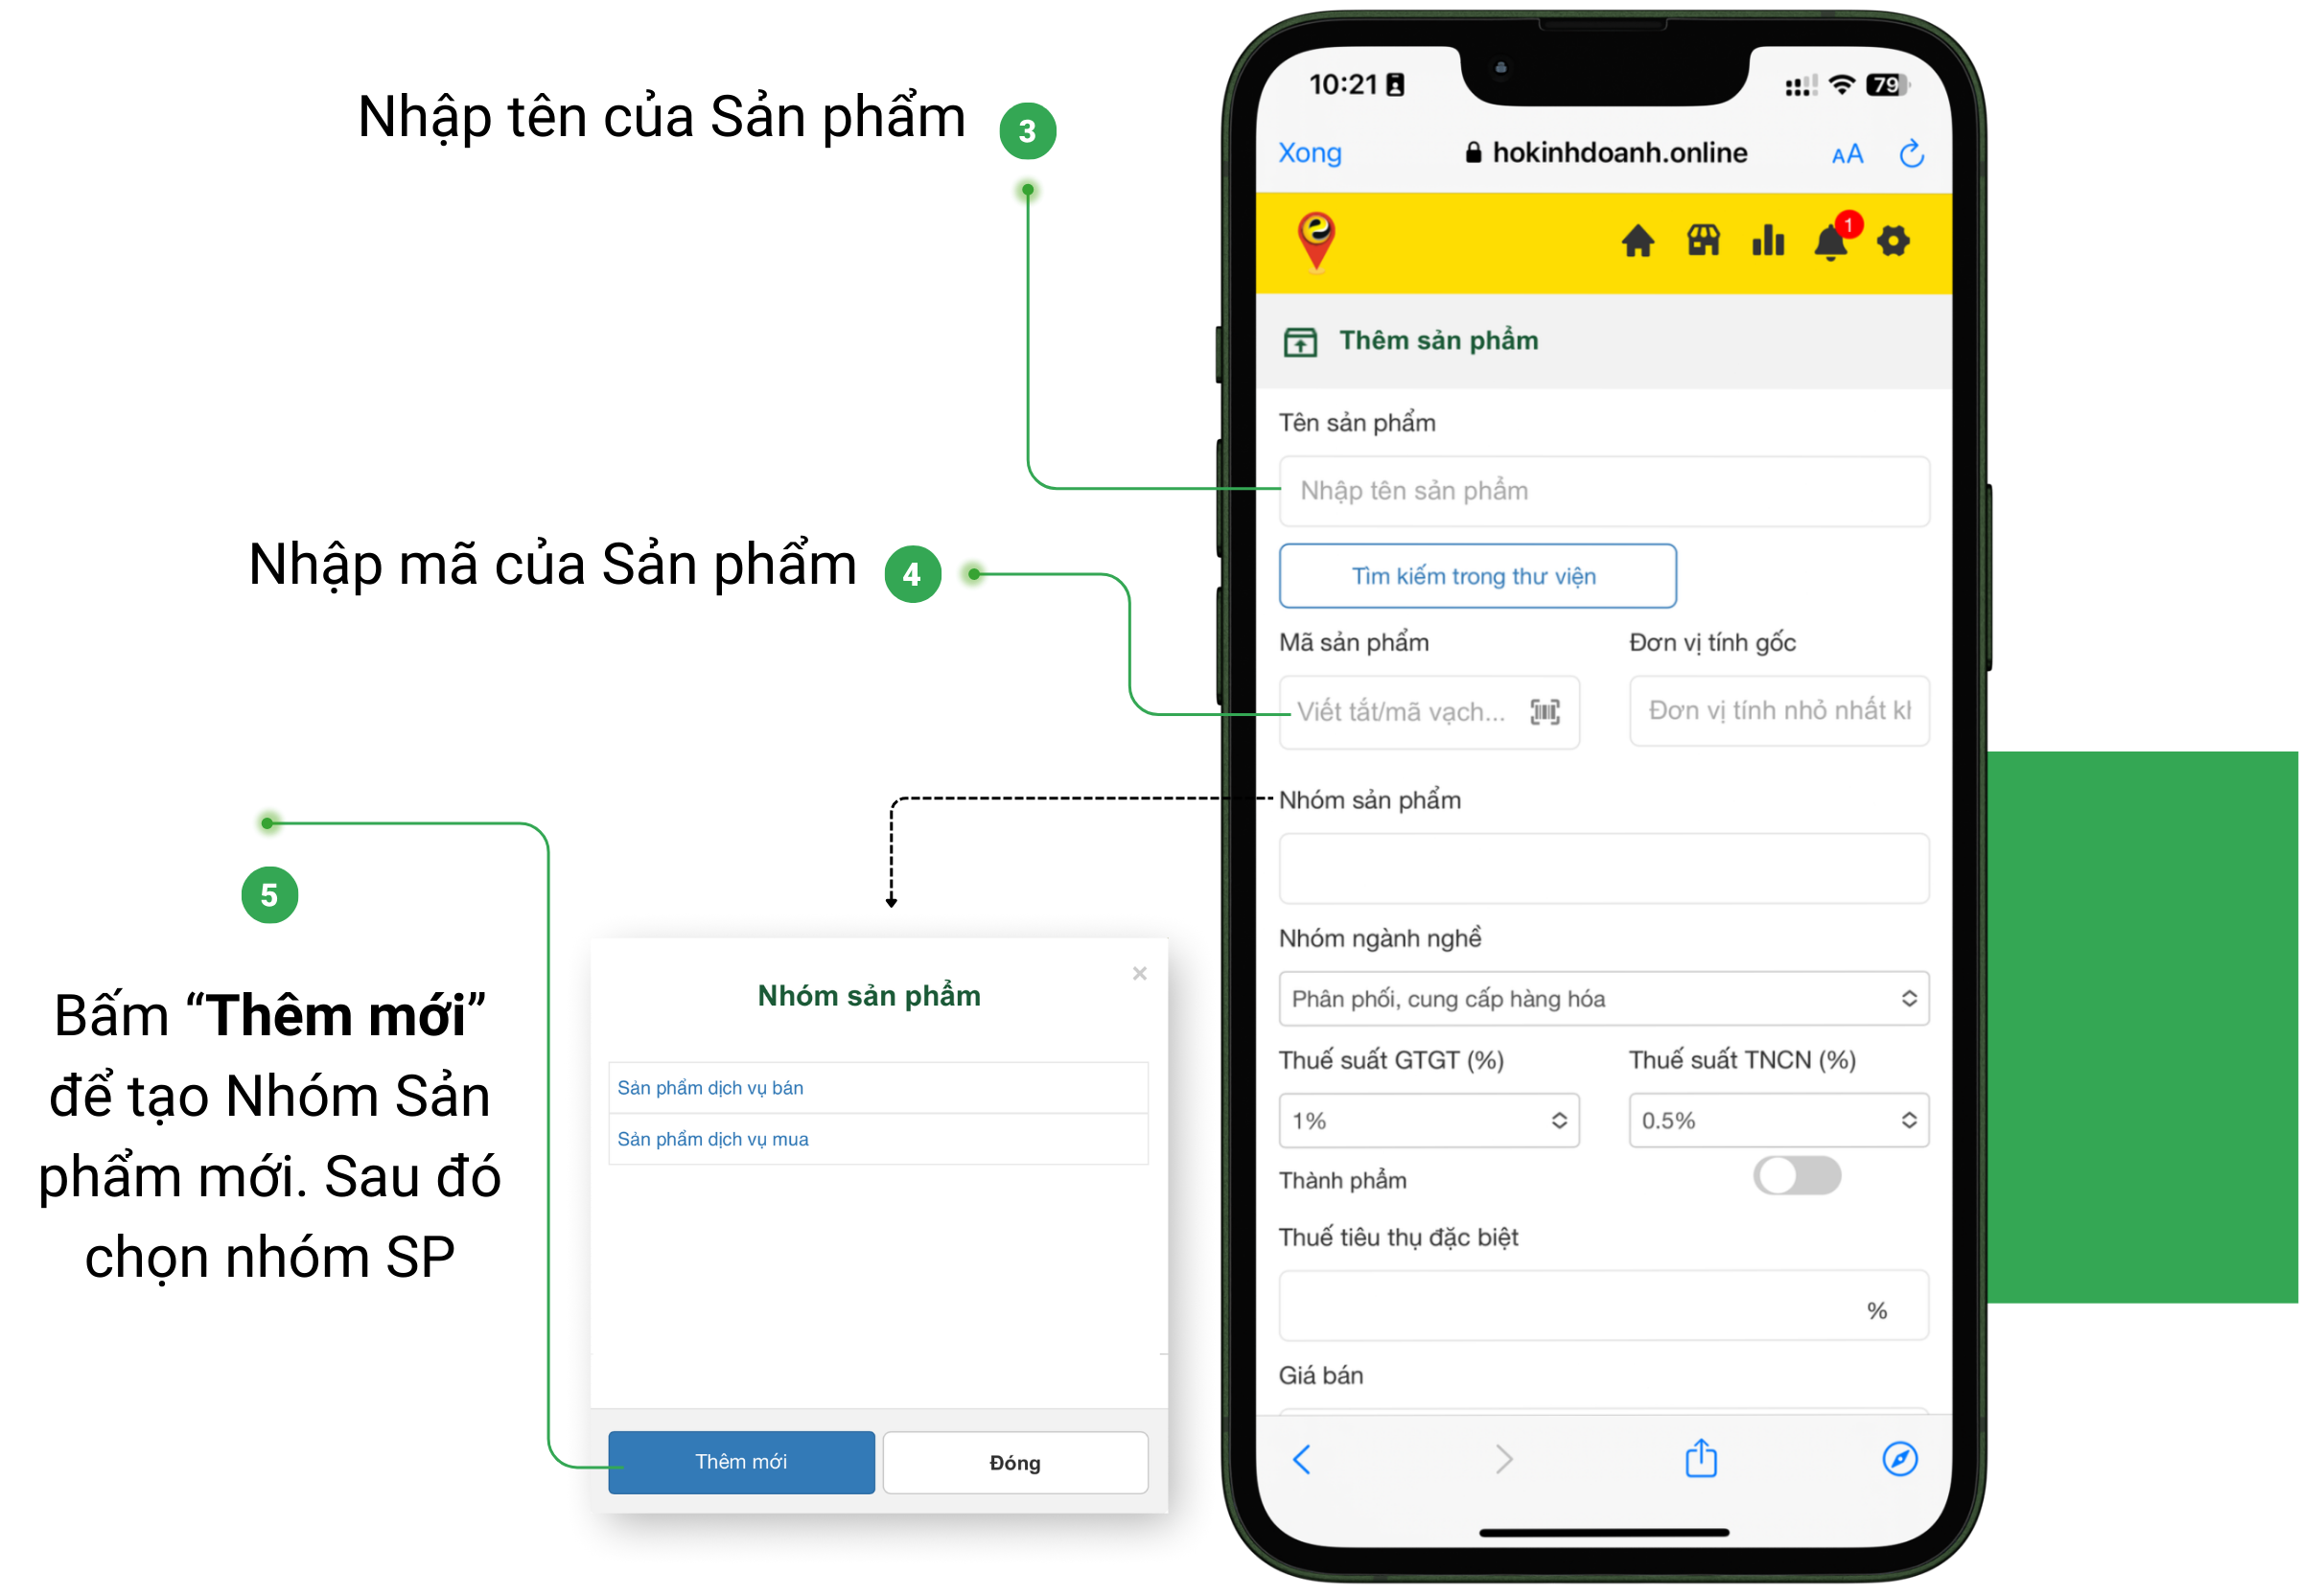 Nhập tên của Sản phẩm
3
Nhập mã của Sản phẩm
4
5
Bấm “Thêm mới”
để tạo Nhóm Sản
phẩm mới. Sau đó
chọn nhóm SP
Nhóm sản phẩm
×
Sản phẩm dịch vụ bán
Sản phẩm dịch vụ mua
Thêm mới
Đóng
10:21
79
Xong
hokinhdoanh.online
AA
1
Thêm sản phẩm
Tên sản phẩm
Nhập tên sản phẩm
Tìm kiếm trong thư viện
Mã sản phẩm
Đơn vị tính gốc
Viết tắt/mã vạch...
Đơn vị tính nhỏ nhất kh
Nhóm sản phẩm
Nhóm ngành nghề
Phân phối, cung cấp hàng hóa
Thuế suất GTGT (%)
Thuế suất TNCN (%)
1%
0.5%
Thành phẩm
Thuế tiêu thụ đặc biệt
%
Giá bán